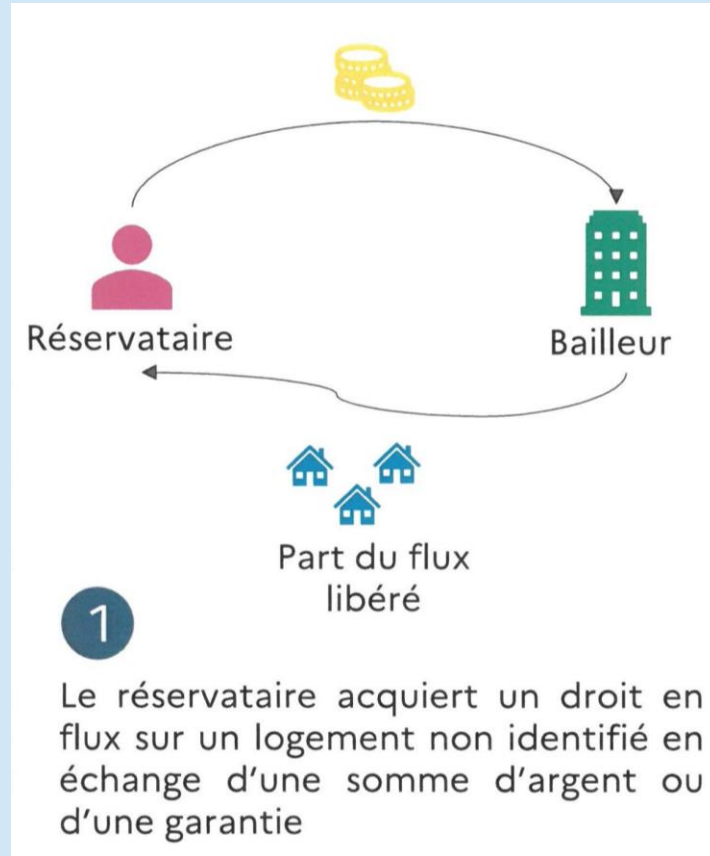 Réservataire
Bailleur
Part du flux
libéré
1
Le réservataire acquiert un droit en
flux sur un logement non identifié en
échange d'une somme d'argent ou
d'une garantie